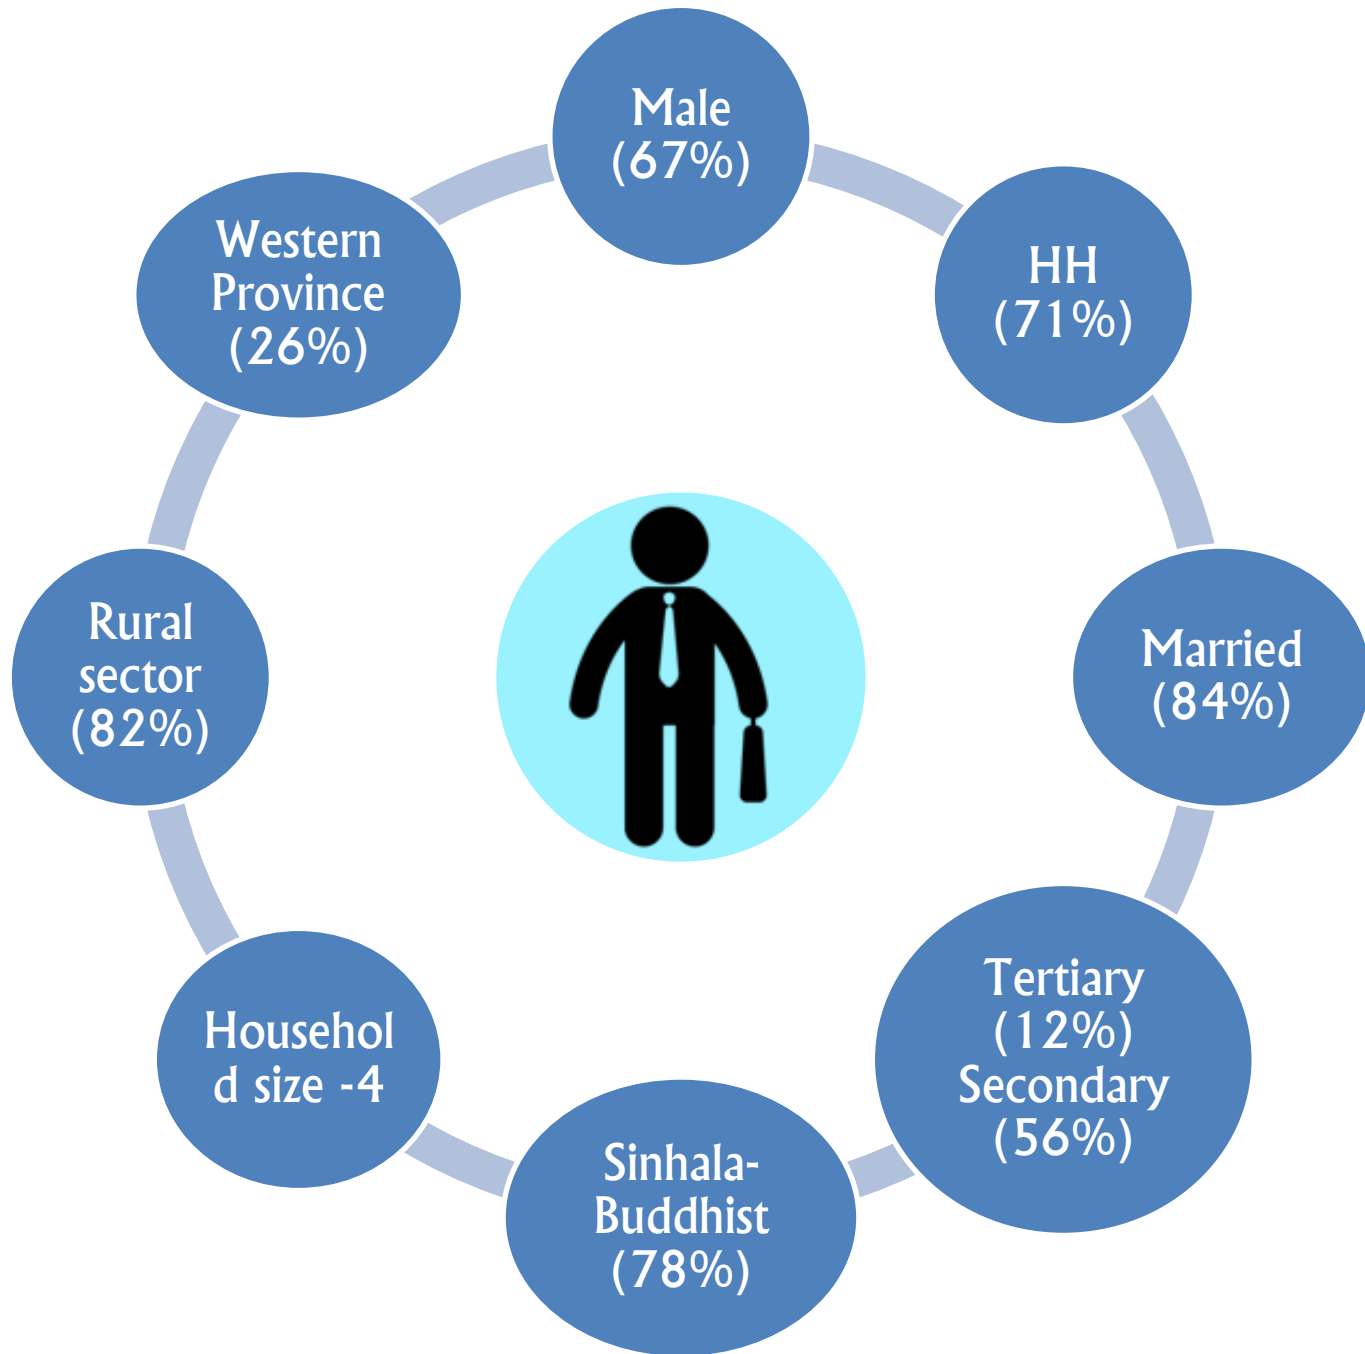 Male
(67%)
HH
(71%)
Married
(84%)
Tertiary
(12%)
Secondary
(56%)
Sinhala-
Buddhist
(78%)
Househol
d size -4
Rural
sector
(82%)
Western
Province
(26%)